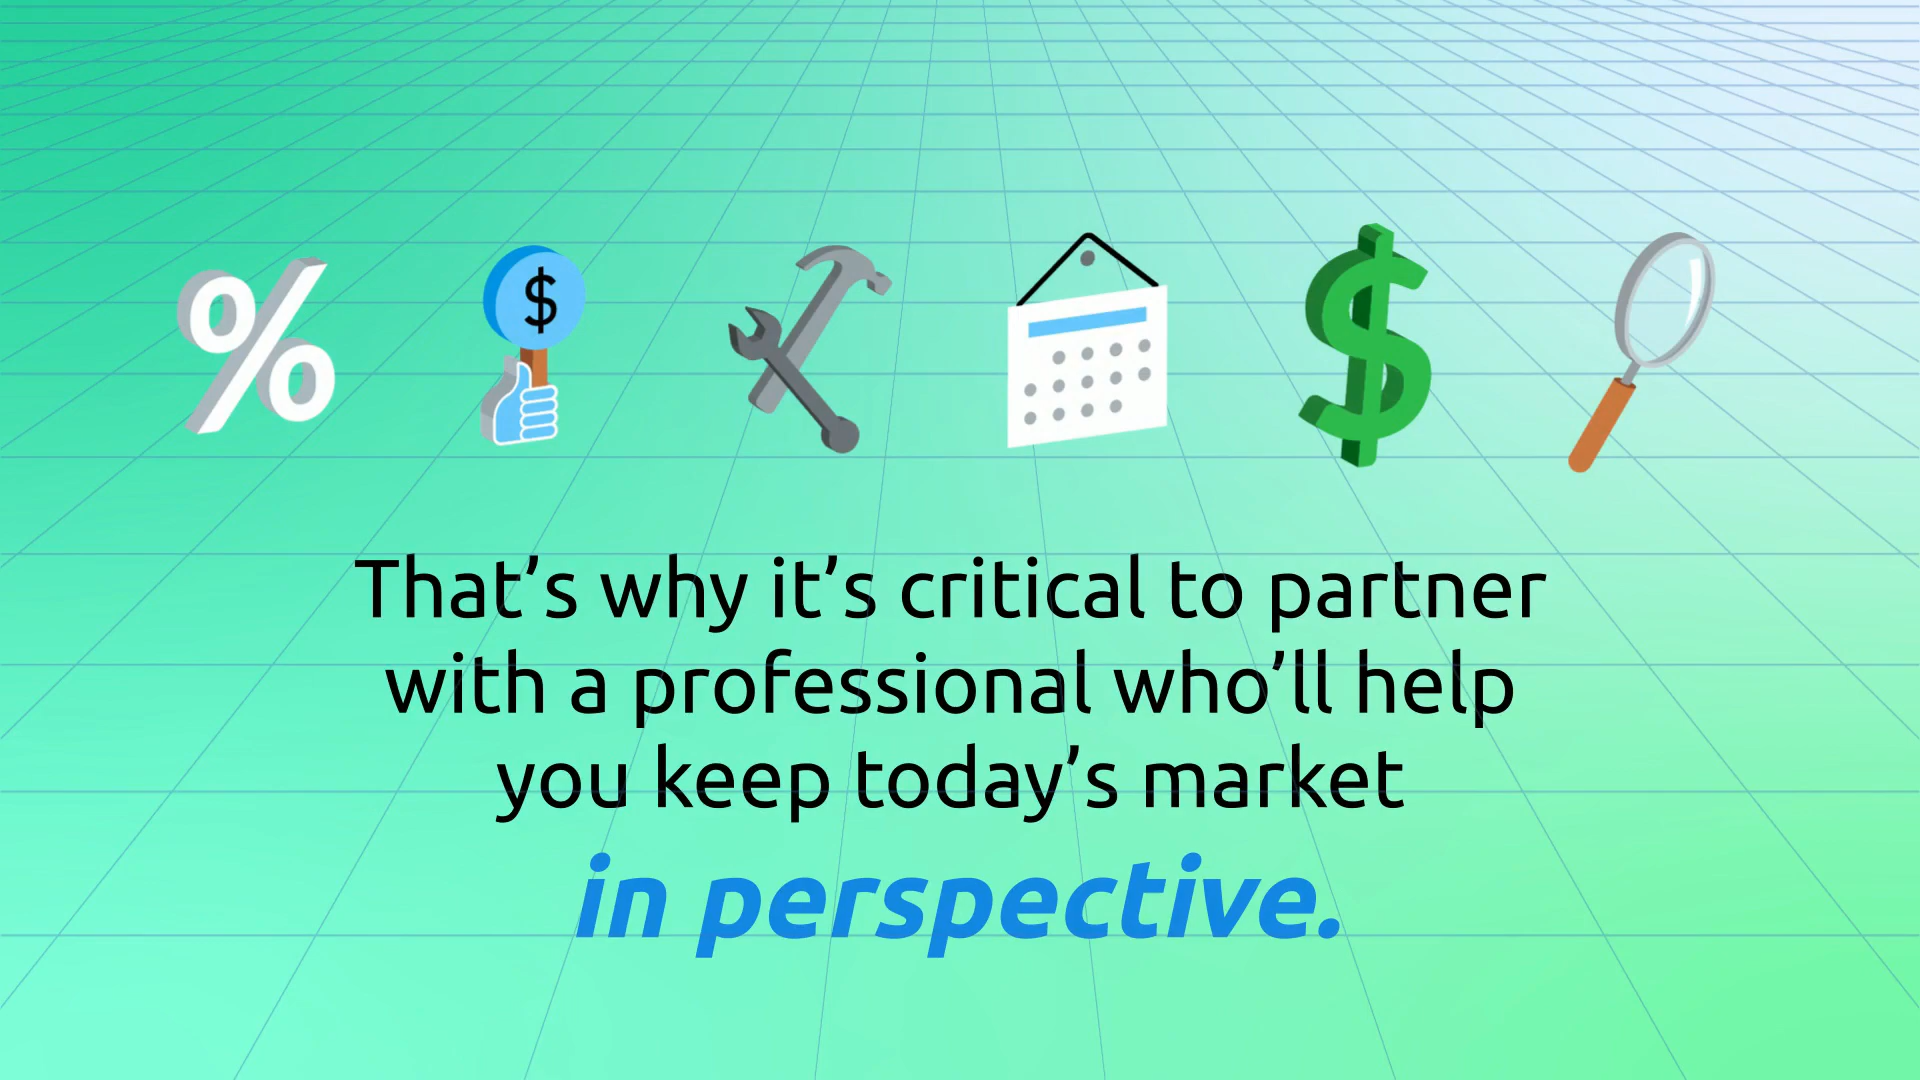 %
$
$
That’s why it’s critical to partner
with a professional who’ll help
you keep today’s market
in perspective.